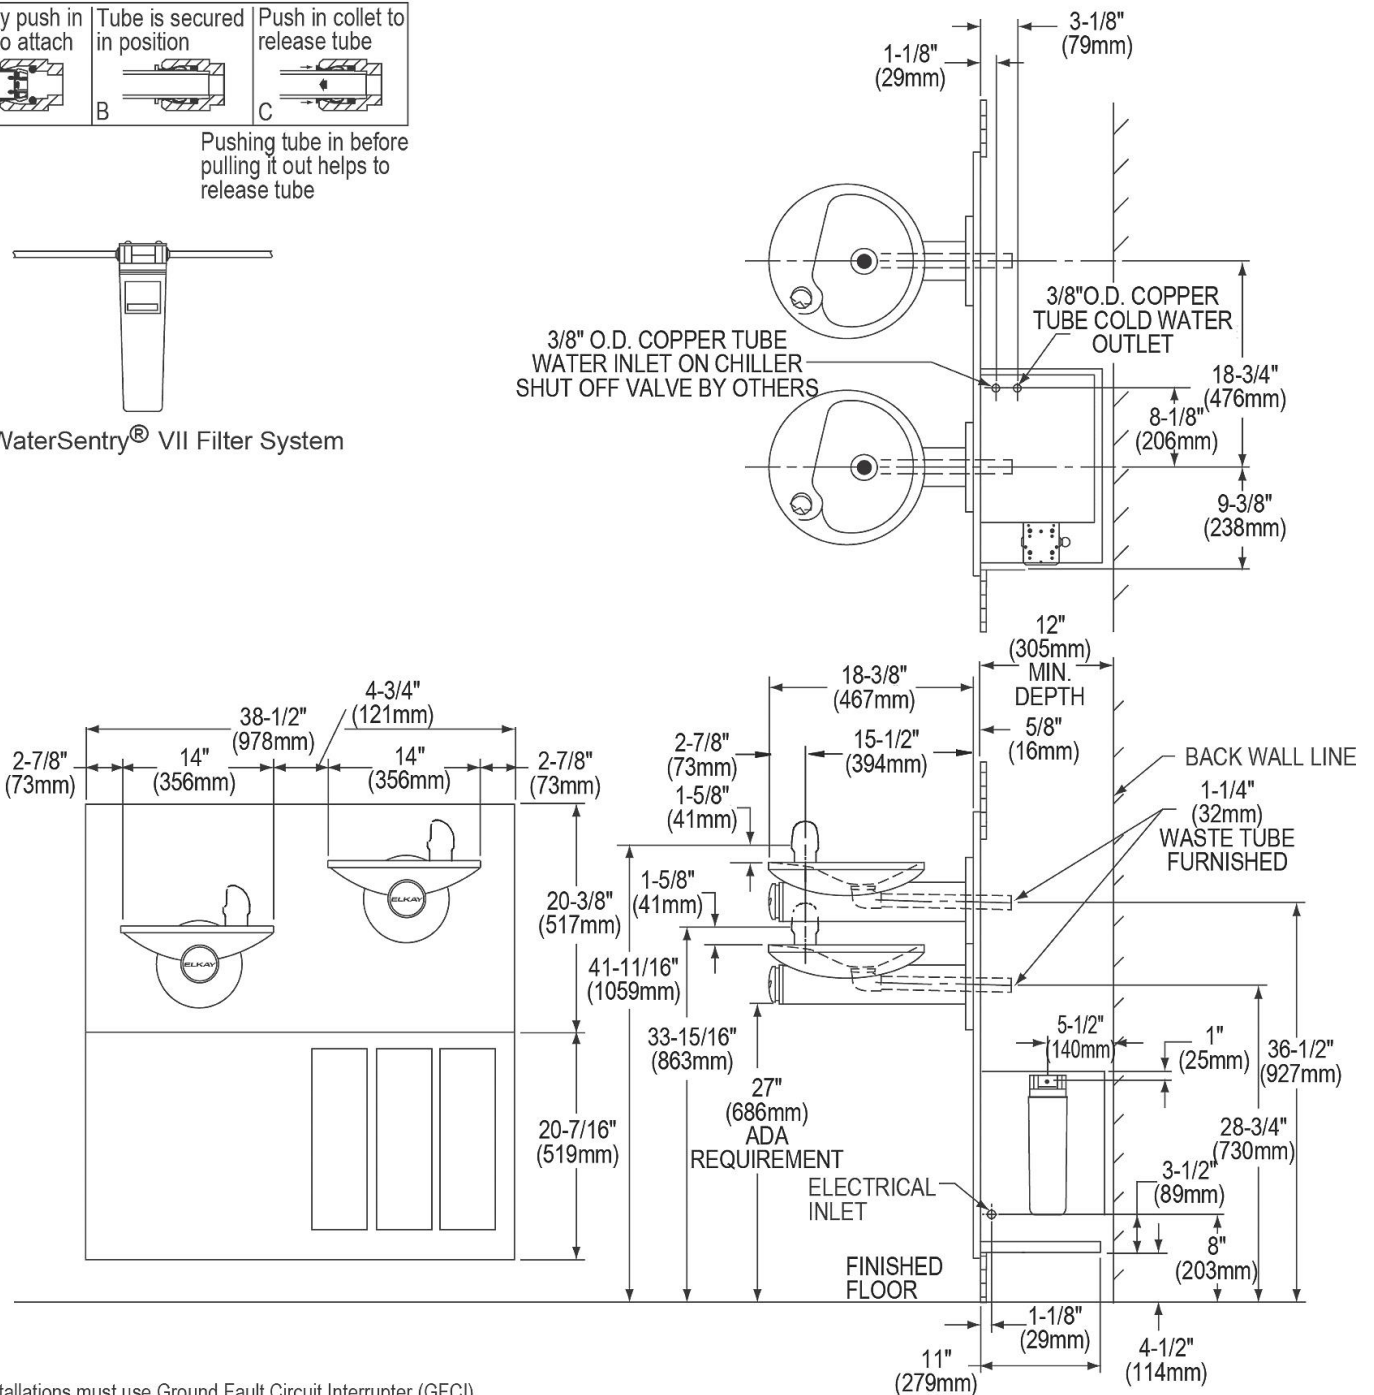 y push in
o attach
Tube is secured
in position
B
Push in collet to
release tube
C
Pushing tube in before
pulling it out helps to
release tube
WaterSentry® VII Filter System
3-1/8"
(79mm)
1-1/8"
(29mm)
3/8"O.D. COPPER
TUBE COLD WATER
OUTLET
3/8" O.D. COPPER TUBE
WATER INLET ON CHILLER
SHUT OFF VALVE BY OTHERS
18-3/4"
(476mm)
8-1/8"
(206mm)
9-3/8"
(238mm)
12"
(305mm)
MIN.
DEPTH
18-3/8"
(467mm)
5/8"
(16mm)
4-3/4"
(121mm)
38-1/2"
(978mm)
2-7/8"
(73mm)
14"
(356mm)
14"
(356mm)
2-7/8"
(73mm)
2-7/8"
(73mm)
15-1/2"
(394mm)
BACK WALL LINE
1-1/4"
(32mm)
WASTE TUBE
FURNISHED
1-5/8"
(41mm)
1-5/8"
(41mm)
ELKAY
ELKAY
20-3/8"
(517mm)
41-11/16"
(1059mm)
33-15/16"
(863mm)
27"
(686mm)
ADA
REQUIREMENT
20-7/16"
(519mm)
5-1/2"
(140mm)
1"
(25mm)
36-1/2"
(927mm)
28-3/4"
(730mm)
3-1/2"
(89mm)
ELECTRICAL
INLET
8"
(203mm)
FINISHED
FLOOR
1-1/8"
(29mm)
11"
(279mm)
4-1/2"
(114mm)
tallations must use Ground Fault Circuit Interrupter (GFCI)